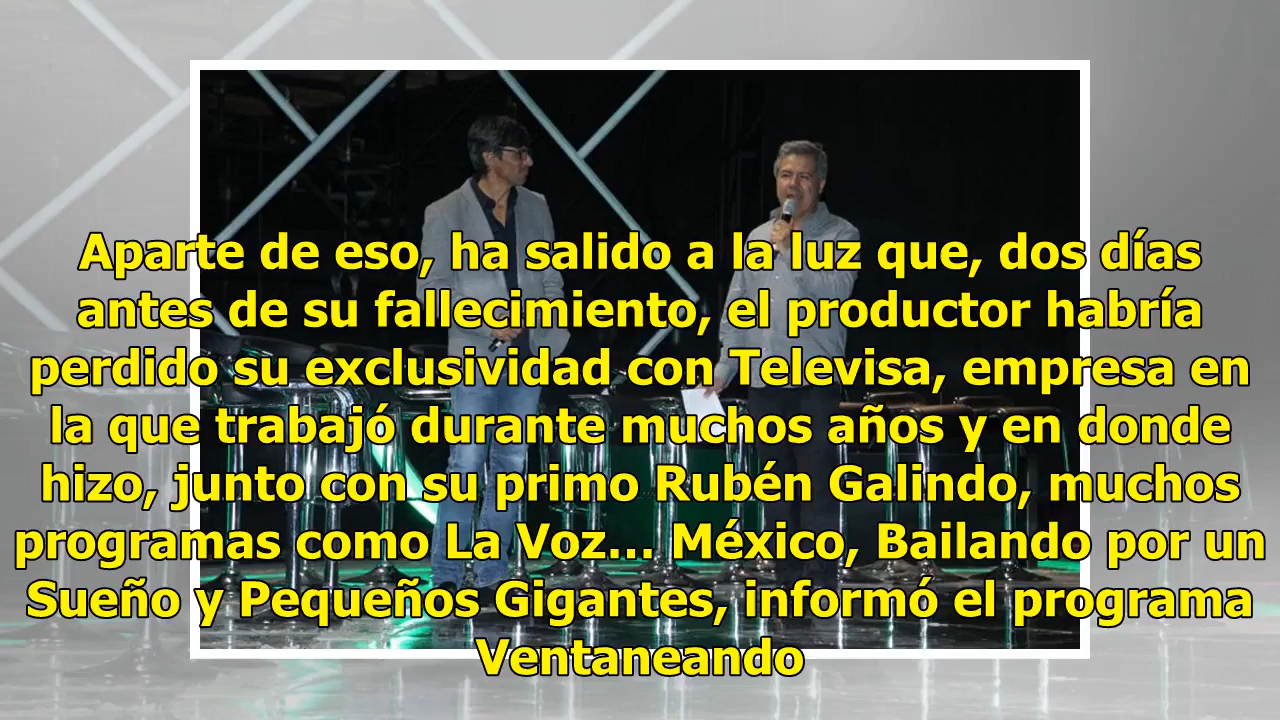 Aparte de eso, ha salido a la luz que, dos días
antes de su fallecimiento, el productor habría
perdido su exclusividad con Televisa, empresa en
la que trabajó durante muchos años y en donde
hizo, junto con su primo Rubén Galindo, muchos
programas como La Voz... México, Bailando por un
Sueño y Pequeños Gigantes, informó el programa
Ventaneando